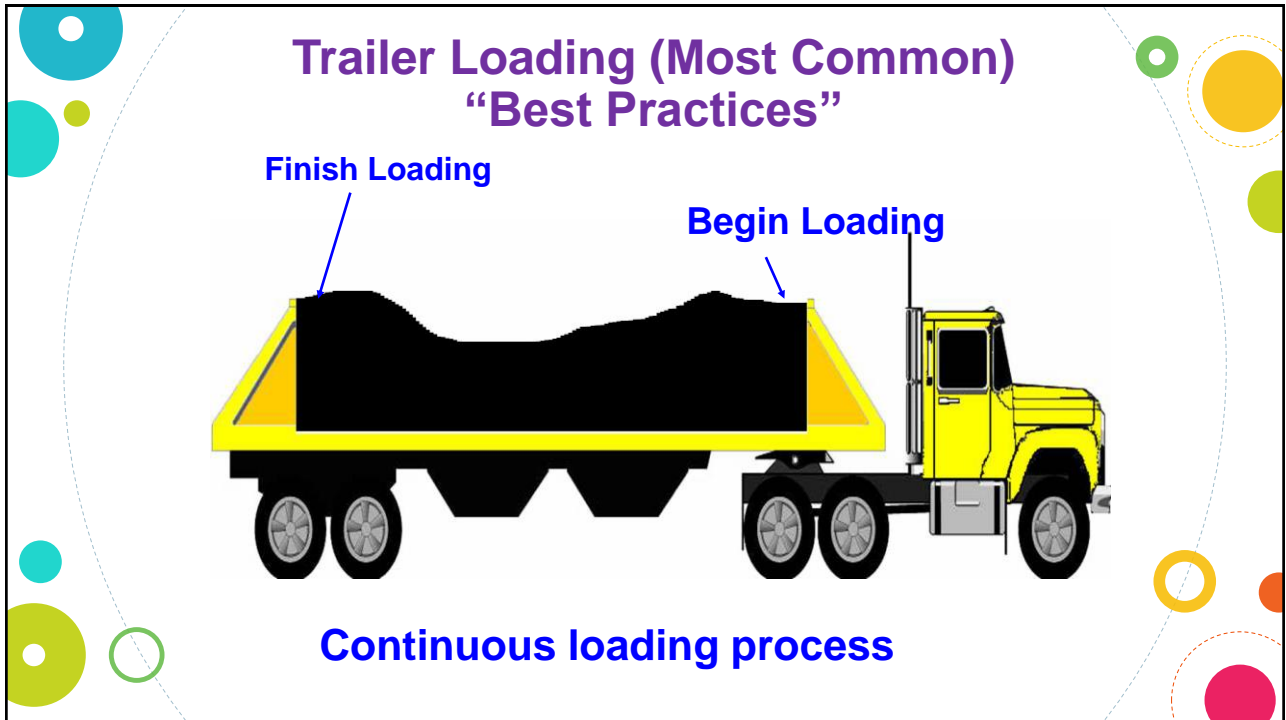 Trailer Loading (Most Common)
“Best Practices”
Finish Loading
Begin Loading
Continuous loading process